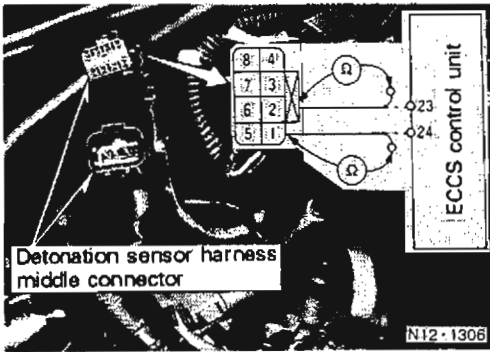 8 4
7 3
6 2
5 1
Ω
23
24
Ω
ECCS control unit
Detonation sensor harness
middle connector
N12-1306